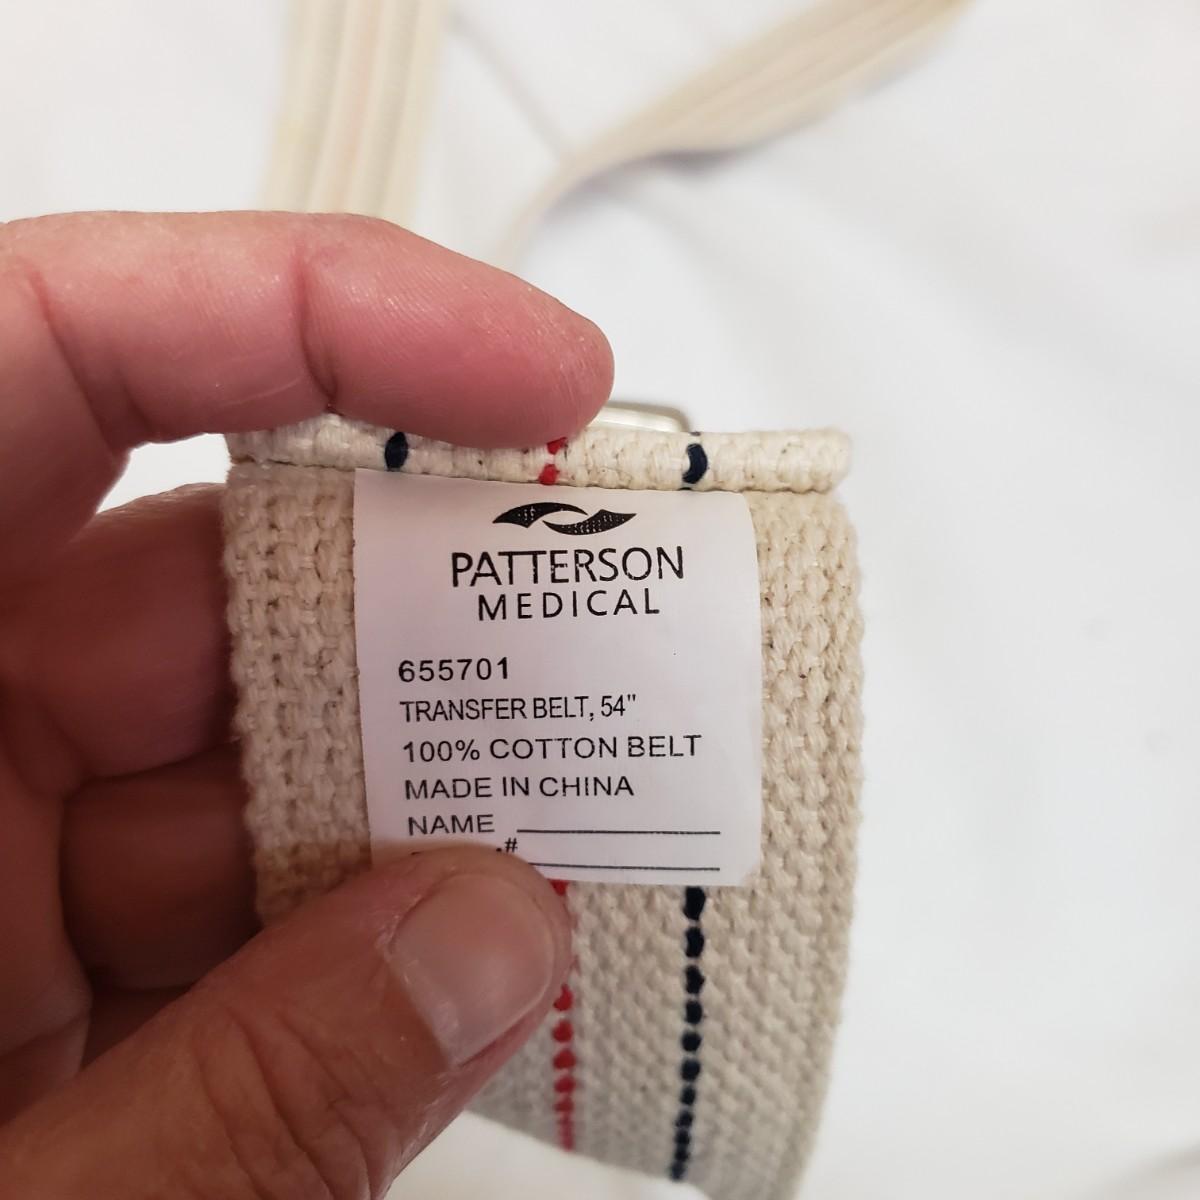 PATTERSON
MEDICAL
655701
TRANSFER BELT, 54"
100% COTTON BELT
MADE IN CHINA
NAME
#